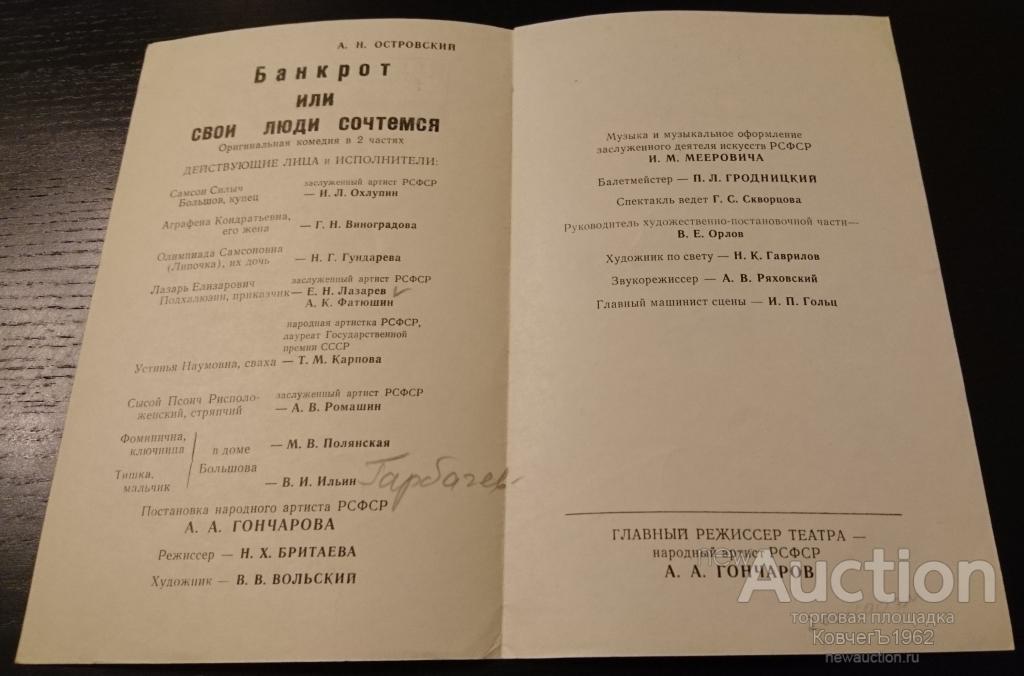 А. Н. ОСТРОВСКИЙ
Банкрот
или
свои люди сочтемся
Оригинальная комедия в 2 частях
ДЕЙСТВУЮЩИЕ ЛИЦА и ИСПОЛНИТЕЛИ:
Самсон Силыч
Большов, купец
заслуженный артист РСФСР
— И. Л. Охлупин
Аграфена Кондратьевна,
его жена
— Г. Н. Виноградова
Олимпиада Самсоновна
(Липочка), их дочь
— Н. Г. Гундарева
Лазарь Елизарович
Подхалюзин, приказчик
заслуженный артист РСФСР
— Е. Н. Лазарев
А. К. Фатюшин
народная артистка РСФСР,
лауреат Государственной
премии СССР
Устинья Наумовна, сваха — Т. М. Карпова
Сысой Псоич Рисполо-
женский, стряпчий
заслуженный артист РСФСР
— А. В. Ромашин
Фоминична,
ключница
— М. В. Полянская
в доме
Большова
Тишка,
мальчик
— В. И. Ильин Гарбачев
Постановка народного артиста РСФСР
А. А. ГОНЧАРОВА
Режиссер — Н. Х. БРИТАЕВА
Художник — В. В. ВОЛЬСКИЙ
Музыка и музыкальное оформление
заслуженного деятеля искусств РСФСР
И. М. МЕЕРОВИЧА
Балетмейстер — П. Л. ГРОДНИЦКИЙ
Спектакль ведет Г. С. Скворцова
Руководитель художественно-постановочной части—
В. Е. Орлов
Художник по свету — Н. К. Гаврилов
Звукорежиссер — А. В. Ряховский
Главный машинист сцены — И. П. Гольц
ГЛАВНЫЙ РЕЖИССЕР ТЕАТРА —
народный артист РСФСР
А. А. ГОНЧАРОВ
newAuction
торговая площадка
КовчегЪ1962
newauction.ru